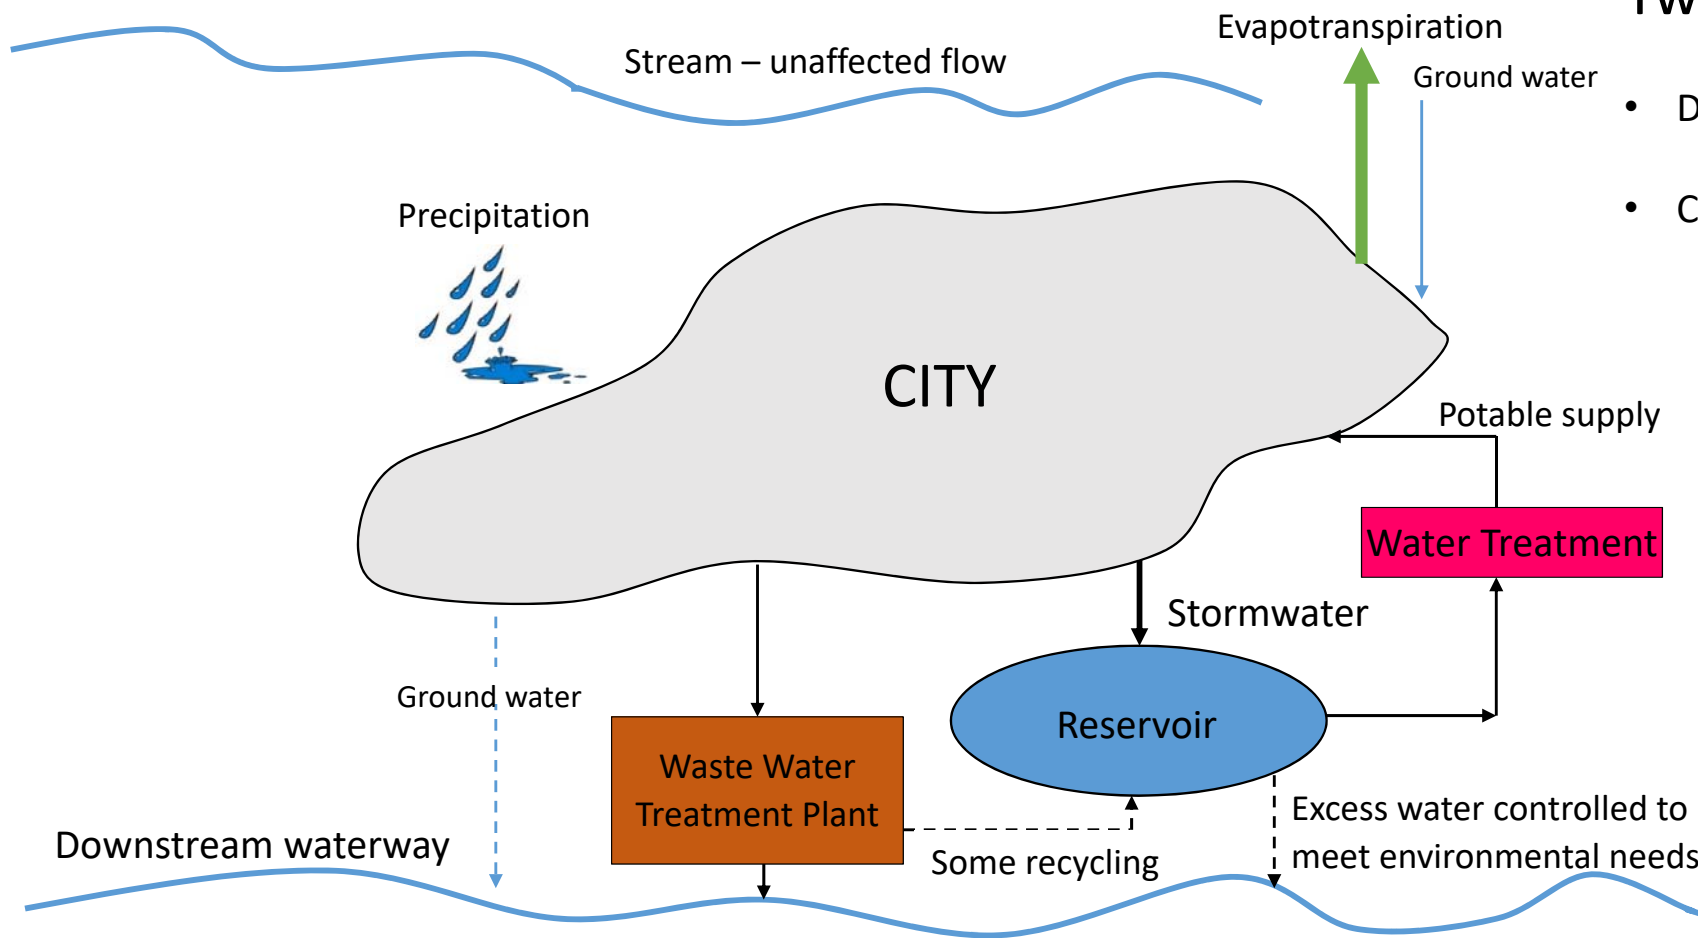 Evapotranspiration
Stream – unaffected flow
Ground water
• D
• C
Precipitation
CITY
Potable supply
Water Treatment
Stormwater
Ground water
Reservoir
Waste Water
Treatment Plant
Excess water controlled to
meet environmental needs
Downstream waterway
Some recycling